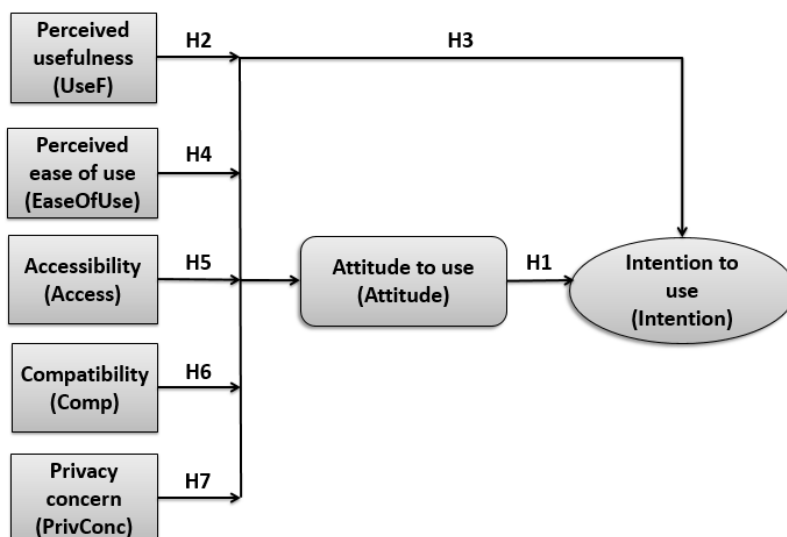 Perceived
usefulness
(UseF)
H2
H3
Perceived
ease of use
(EaseOfUse)
H4
Accessibility
(Access)
H5
Attitude to use
(Attitude)
H1
Intention to
use
(Intention)
Compatibility
(Comp)
H6
Privacy
concern
(PrivConc)
H7